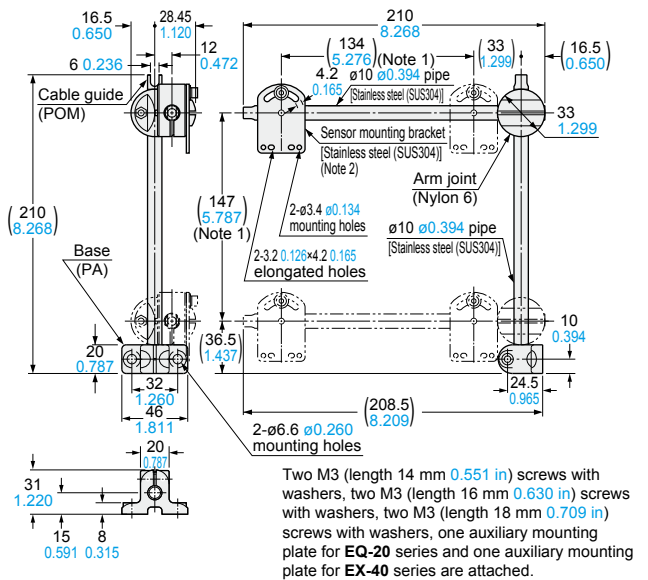 210
8.268
16.5
0.650
28.45
1.120
12
0.472
6 0.236
(134
5.276) (Note 1)
(33
1.299)
(16.5
0.650)
4.2
0.165
ø10 ø0.394 pipe
[Stainless steel (SUS304)]
Cable guide
(POM)
Sensor mounting bracket
[Stainless steel (SUS304)]
(Note 2)
33
1.299
Arm joint
(Nylon 6)
(210
8.268)
(147
5.787)
(Note 1)
2-ø3.4 ø0.134
mounting holes
ø10 ø0.394 pipe
[Stainless steel (SUS304)]
Base
(PA)
2-3.2 0.126×4.2 0.165
elongated holes
(36.5
1.437)
10
0.394
20
0.787
32
1.260
46
1.811
24.5
0.965
(208.5)
8.209
2-ø6.6 ø0.260
mounting holes
20
0.787
31
1.220
15
0.591
8
0.315
Two M3 (length 14 mm 0.551 in) screws with
washers, two M3 (length 16 mm 0.630 in) screws
with washers, two M3 (length 18 mm 0.709 in)
screws with washers, one auxiliary mounting
plate for EQ-20 series and one auxiliary mounting
plate for EX-40 series are attached.